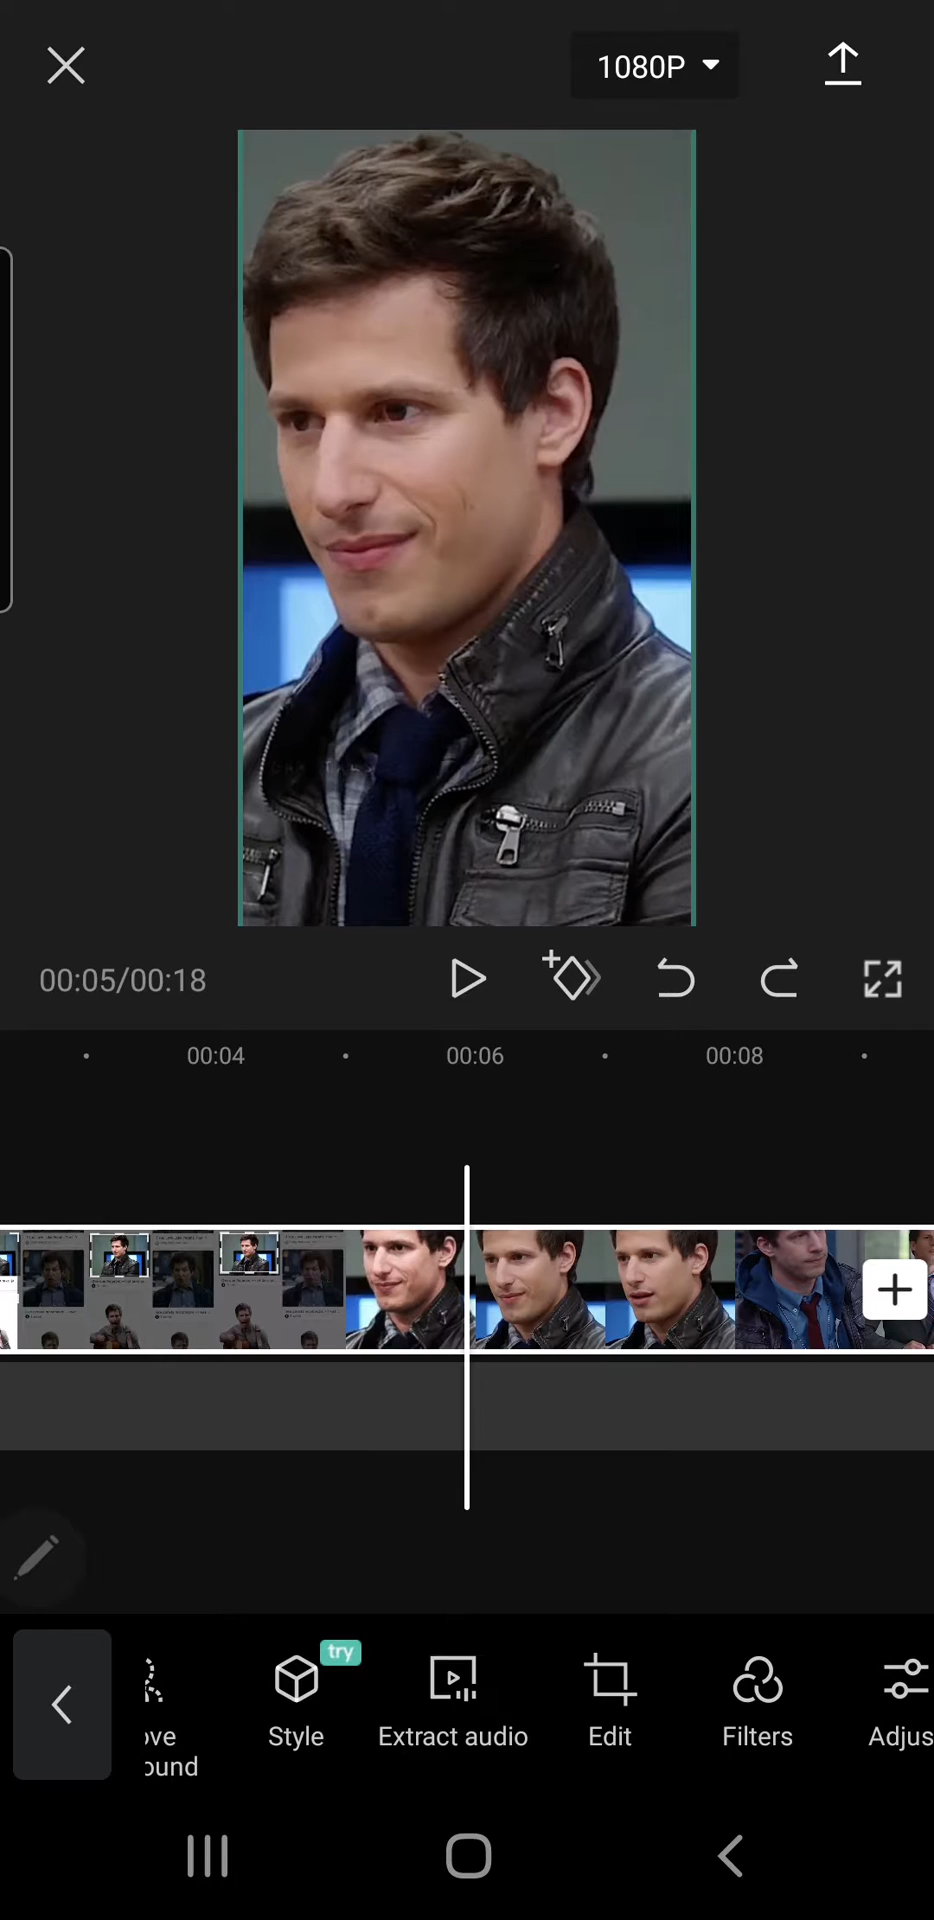 1080P
00:05/00:18
00:04
00:06
00:08
try
ove
ound
Style
Extract audio
Edit
Filters
Adjus